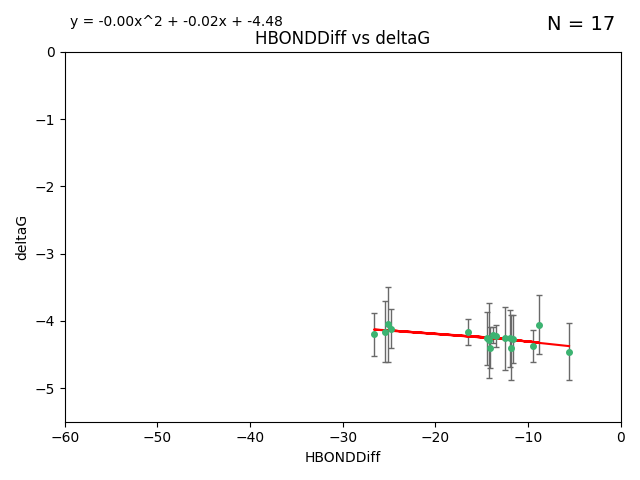 y = -0.00x^2 + -0.02x + -4.48
N = 17
HBONDDiff vs deltaG
0
−1
−2
−3
−4
−5
deltaG
−60
−50
−40
−30
−20
−10
0
HBONDDiff